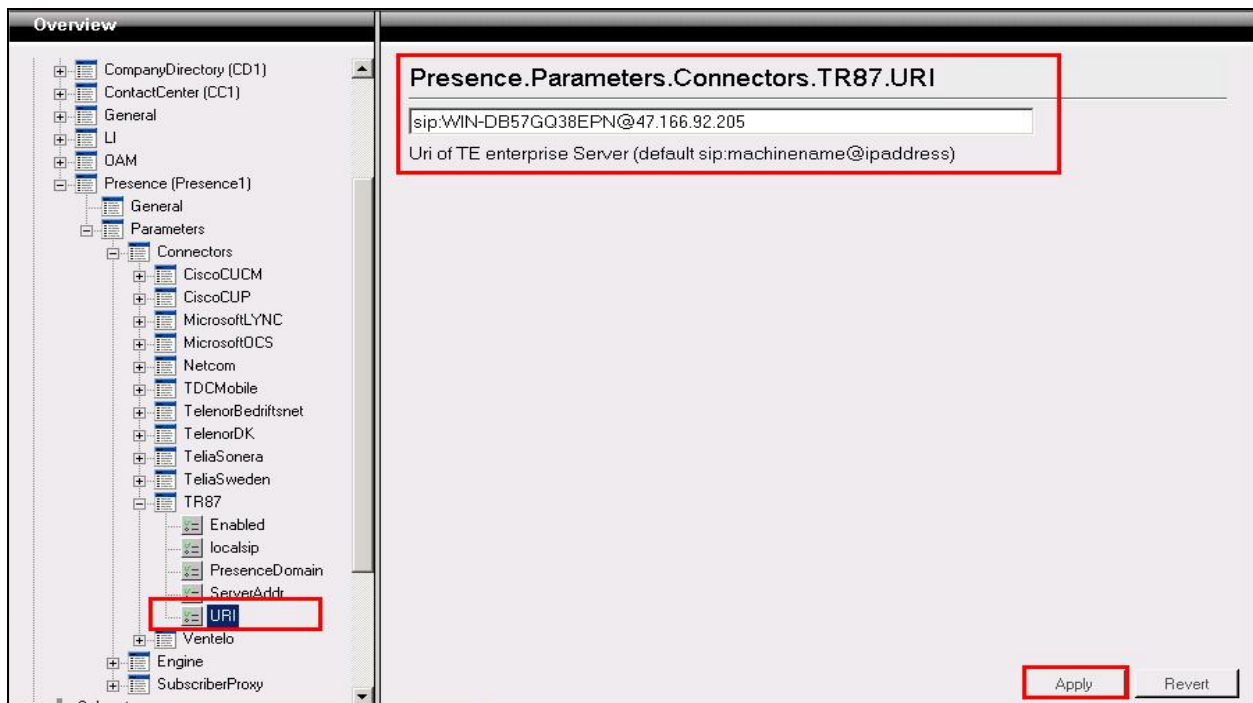 Overview
CompanyDirectory (CD1)
ContactCenter (CC1)
General
LI
OAM
Presence (Presence1)
General
Parameters
Connectors
CiscoCUCM
CiscoCUP
MicrosoftLYNC
MicrosoftOCS
Netcom
TDCMobile
TelenorBedriftsnet
TelenorDK
TeliaSonera
TeliaSweden
TR87
Enabled
localsip
PresenceDomain
ServerAddr
URI
Ventelo
Engine
SubscriberProxy
Presence.Parameters.Connectors.TR87.URI
sip:WIN-DB57GQ38EPN@47.166.92.205
Uri of TE enterprise Server (default sip:machinename@ipaddress)
Apply Revert